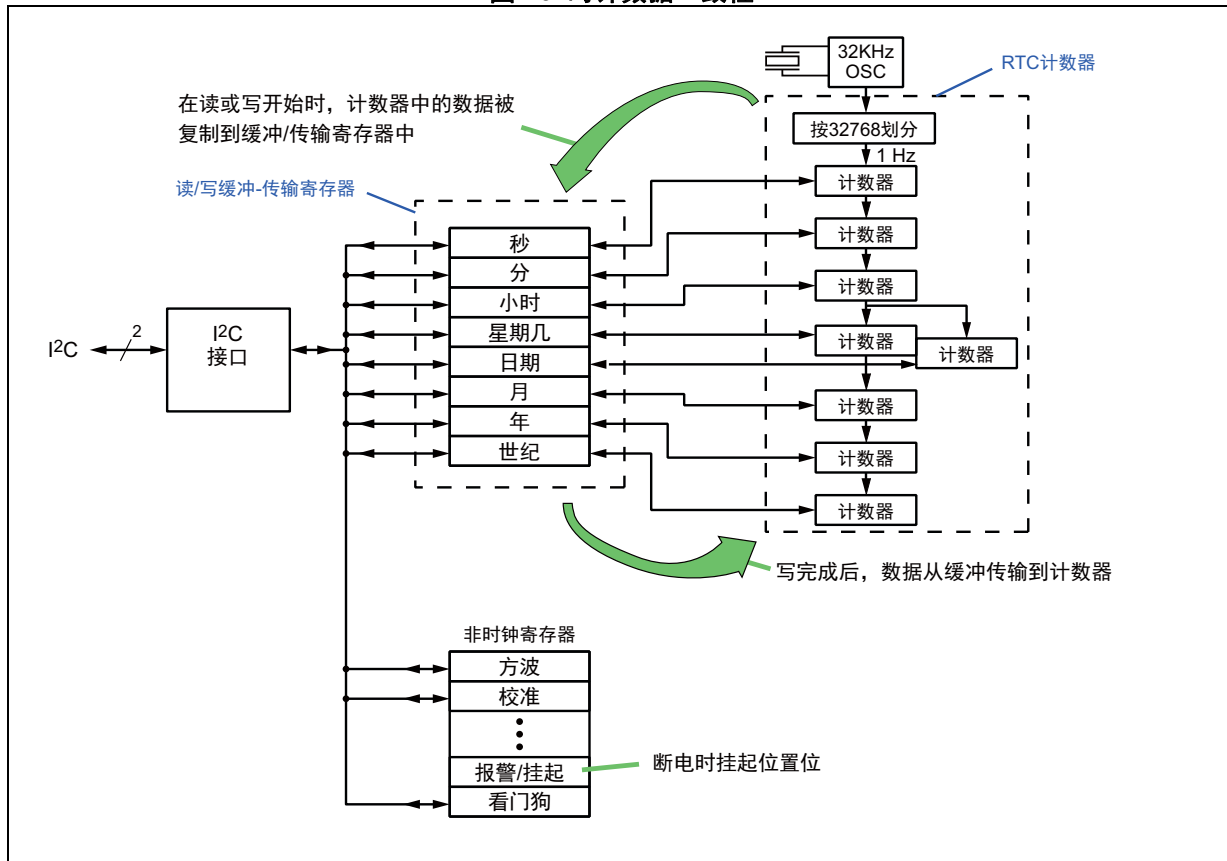 32KHz
OSC
RTC计数器
在读或写开始时，计数器中的数据被
复制到缓冲/传输寄存器中
按32768划分
1 Hz
读/写缓冲-传输寄存器
计数器
秒
计数器
分
小时
计数器
I2C
2
I2C
接口
星期几
计数器
计数器
日期
月
计数器
年
计数器
世纪
计数器
写完成后，数据从缓冲传输到计数器
非时钟寄存器
方波
校准
报警/挂起
断电时挂起位置位
看门狗